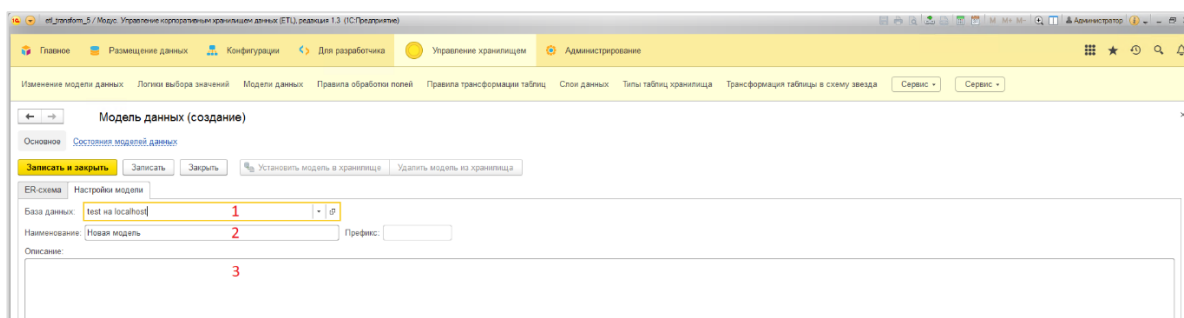 etl_transform_5 / Модус. Управление корпоративным хранилищем данных (ETL), редакция 1.3 (1С:Предприятие) M M+ M- Администратор
Главное Размещение данных Конфигурации Для разработчика Управление хранилищем Администрирование
Изменение модели данных Логики выбора значений Модели данных Правила обработки полей Правила трансформации таблиц Слои данных Типы таблиц хранилища Трансформация таблицы в схему звезда Сервис Сервис
Модель данных (создание)
Основное Состояния моделей данных
Записать и закрыть Записать Закрыть Установить модель в хранилище Удалить модель из хранилища
ER-схема Настройки модели
База данных: test на localhost 1
Наименование: Новая модель 2 Префикс:
Описание:
3